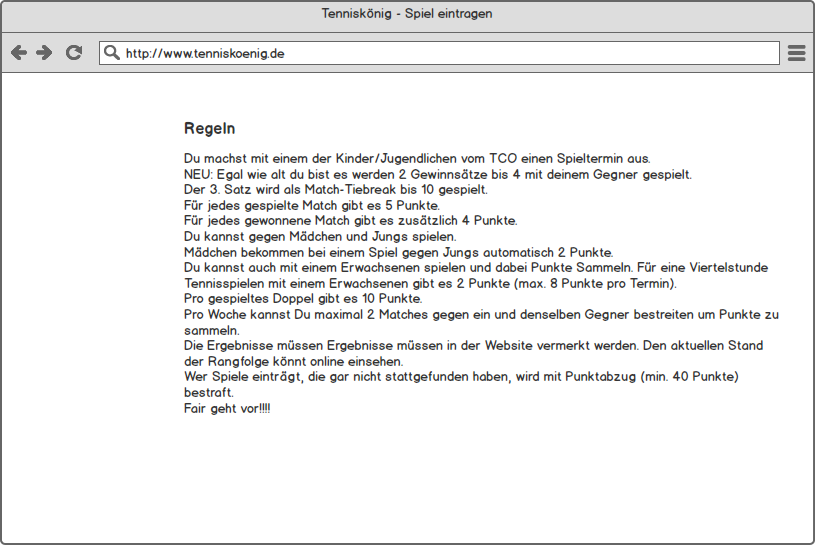 Tenniskönig - Spiel eintragen
http://www.tenniskoenig.de
Regeln
Du machst mit einem der Kinder/Jugendlichen vom TCO einen Spieltermin aus.
NEU: Egal wie alt du bist es werden 2 Gewinnsätze bis 4 mit deinem Gegner gespielt.
Der 3. Satz wird als Match-Tiebreak bis 10 gespielt.
Für jedes gespielte Match gibt es 5 Punkte.
Für jedes gewonnene Match gibt es zusätzlich 4 Punkte.
Du kannst gegen Mädchen und Jungs spielen.
Mädchen bekommen bei einem Spiel gegen Jungs automatisch 2 Punkte.
Du kannst auch mit einem Erwachsenen spielen und dabei Punkte Sammeln. Für eine Viertelstunde
Tennisspielen mit einem Erwachsenen gibt es 2 Punkte (max. 8 Punkte pro Termin).
Pro gespieltes Doppel gibt es 10 Punkte.
Pro Woche kannst Du maximal 2 Matches gegen ein und denselben Gegner bestreiten um Punkte zu
sammeln.
Die Ergebnisse müssen Ergebnisse müssen in der Website vermerkt werden. Den aktuellen Stand
der Rangfolge könnt online einsehen.
Wer Spiele einträgt, die gar nicht stattgefunden haben, wird mit Punktabzug (min. 40 Punkte)
bestraft.
Fair geht vor!!!!